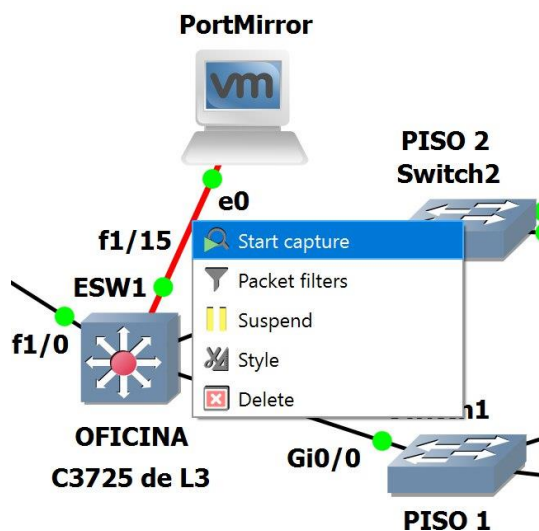 PortMirror
vm
PISO 2
Switch2
e0
f1/15
Start capture
Packet filters
ESW1
Suspend
f1/0
Style
Delete
OFICINA
Gi0/0
C3725 de L3
PISO 1